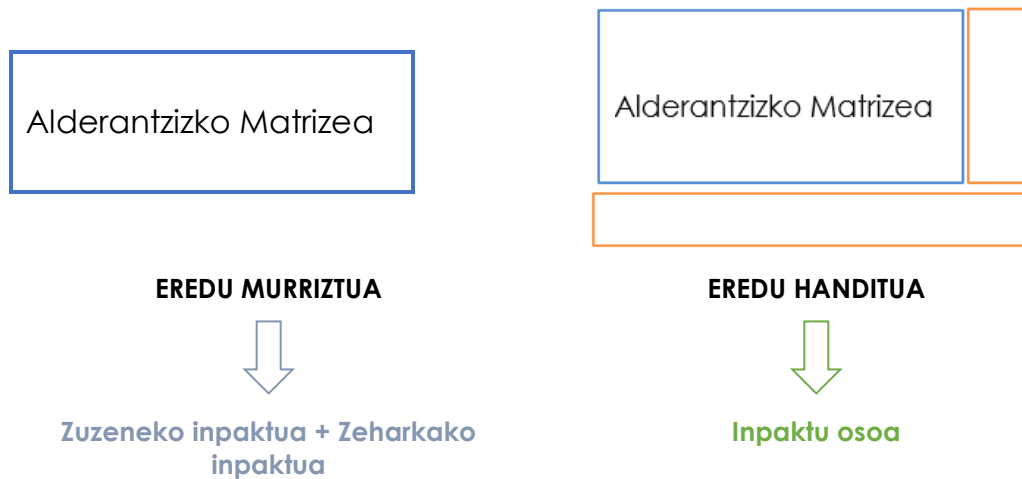 Alderantzizko Matrizea
Alderantzizko Matrizea
EREDU MURRIZTUA
EREDU HANDITUA
Zuzeneko inpaktua + Zeharkako
inpaktua
Inpaktu osoa